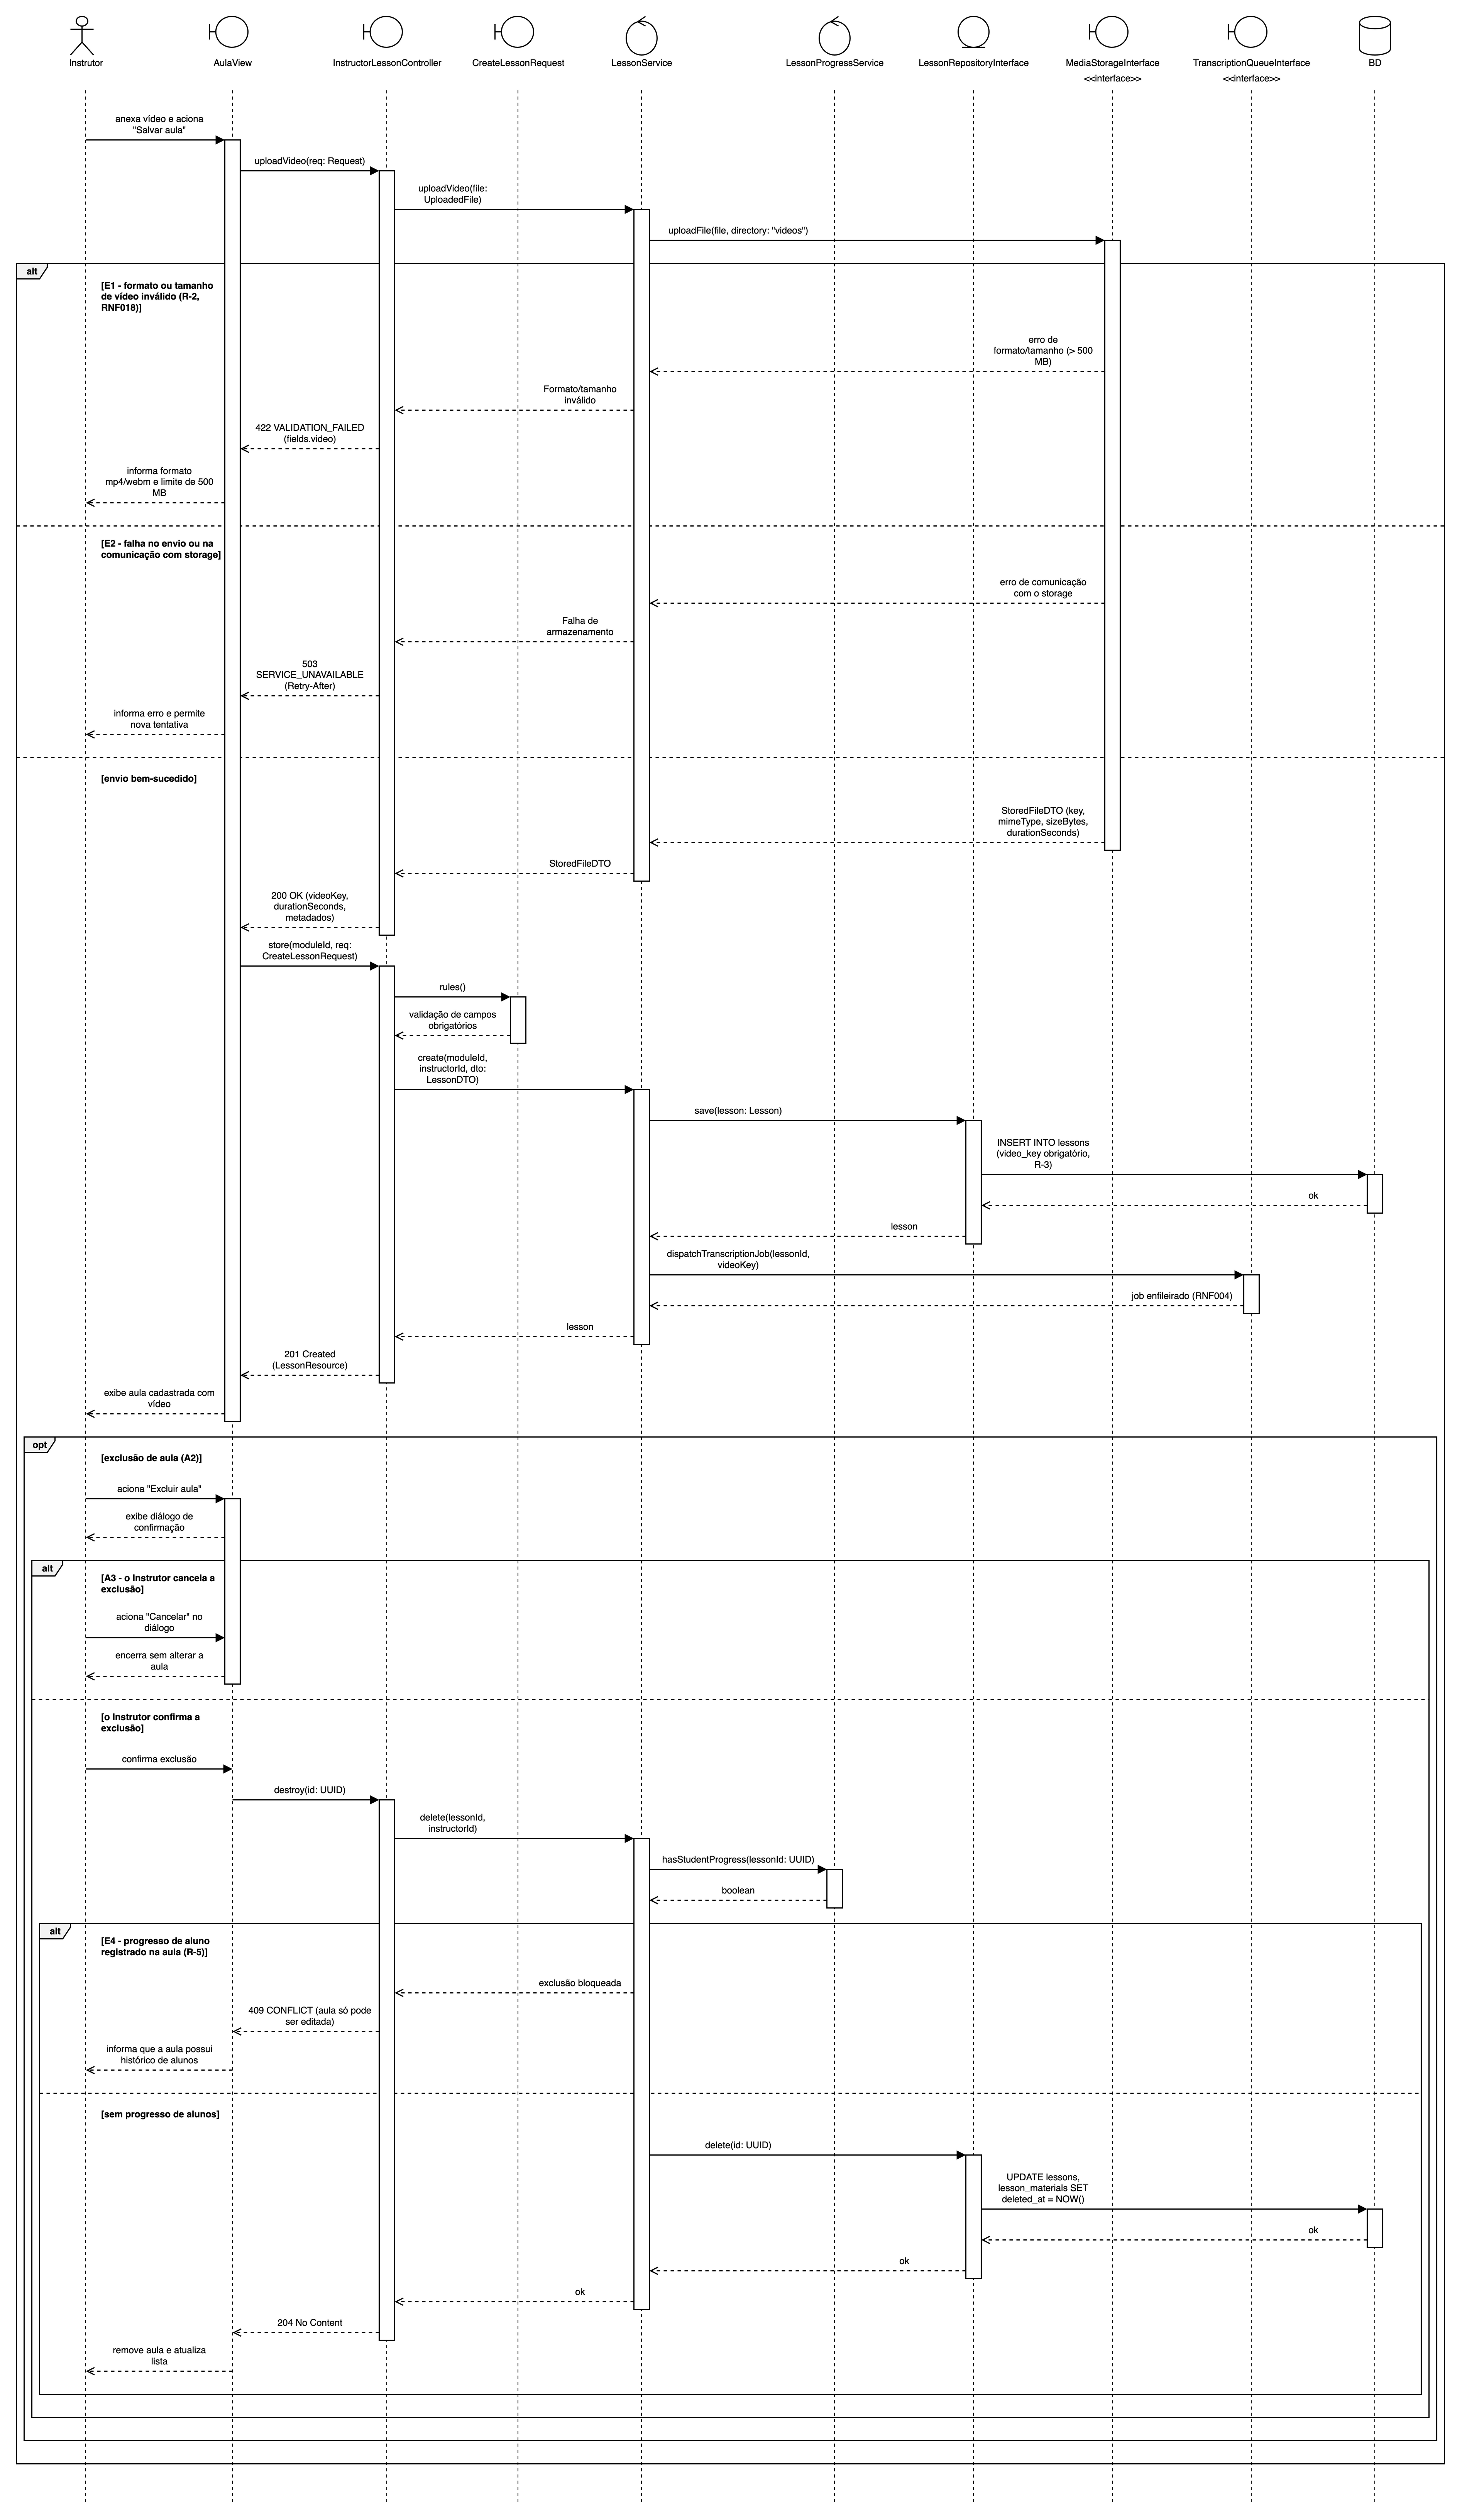 Instrutor
AulaView
InstructorLessonController
CreateLessonRequest
LessonService
LessonProgressService
LessonRepositoryInterface
MediaStorageInterface
<<interface>>
TranscriptionQueueInterface
<<interface>>
BD
anexa vídeo e aciona
"Salvar aula"
uploadVideo(req: Request)
uploadVideo(file:
UploadedFile)
uploadFile(file, directory: "videos")
alt
[E1 - formato ou tamanho
de vídeo inválido (R-2,
RNF018)]
erro de
formato/tamanho (> 500
MB)
Formato/tamanho
inválido
422 VALIDATION_FAILED
(fields.video)
informa formato
mp4/webm e limite de 500
MB
[E2 - falha no envio ou na
comunicação com storage]
erro de comunicação
com o storage
Falha de
armazenamento
503
SERVICE_UNAVAILABLE
(Retry-After)
informa erro e permite
nova tentativa
[envio bem-sucedido]
StoredFileDTO (key,
mimeType, sizeBytes,
durationSeconds)
StoredFileDTO
200 OK (videoKey,
durationSeconds,
metadados)
store(moduleId, req:
CreateLessonRequest)
rules()
validação de campos
obrigatórios
create(moduleId,
instructorId, dto:
LessonDTO)
save(lesson: Lesson)
INSERT INTO lessons
(video_key obrigatório,
R-3)
ok
lesson
dispatchTranscriptionJob(lessonId,
videoKey)
job enfileirado (RNF004)
lesson
201 Created
(LessonResource)
exibe aula cadastrada com
vídeo
opt
[exclusão de aula (A2)]
aciona "Excluir aula"
exibe diálogo de
confirmação
alt
[A3 - o Instrutor cancela a
exclusão]
aciona "Cancelar" no
diálogo
encerra sem alterar a
aula
[o Instrutor confirma a
exclusão]
confirma exclusão
destroy(id: UUID)
delete(lessonId,
instructorId)
hasStudentProgress(lessonId: UUID)
boolean
alt
[E4 - progresso de aluno
registrado na aula (R-5)]
exclusão bloqueada
409 CONFLICT (aula só pode
ser editada)
informa que a aula possui
histórico de alunos
[sem progresso de alunos]
delete(id: UUID)
UPDATE lessons,
lesson_materials SET
deleted_at = NOW()
ok
ok
ok
204 No Content
remove aula e atualiza
lista